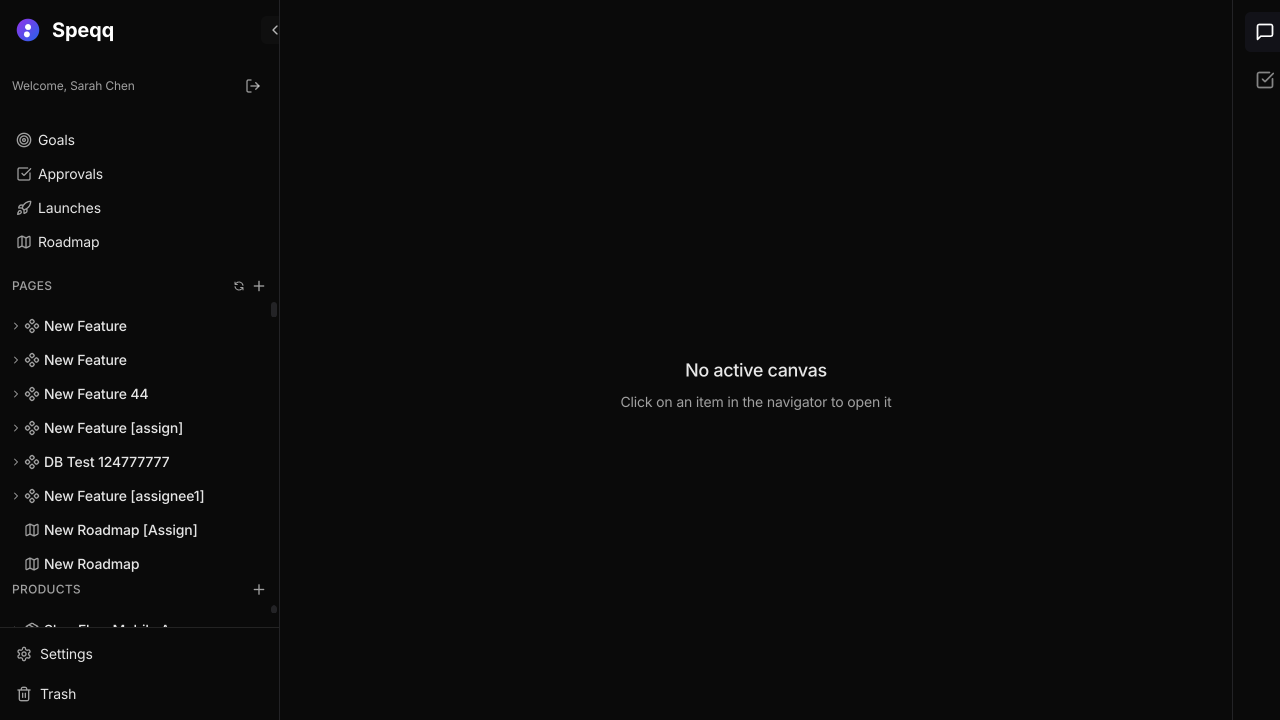 Speqq
Welcome, Sarah Chen
Goals
Approvals
Launches
Roadmap
PAGES
New Feature
New Feature
New Feature 44
New Feature [assign]
DB Test 124777777
New Feature [assignee1]
New Roadmap [Assign]
New Roadmap
PRODUCTS
Settings
Trash
No active canvas
Click on an item in the navigator to open it